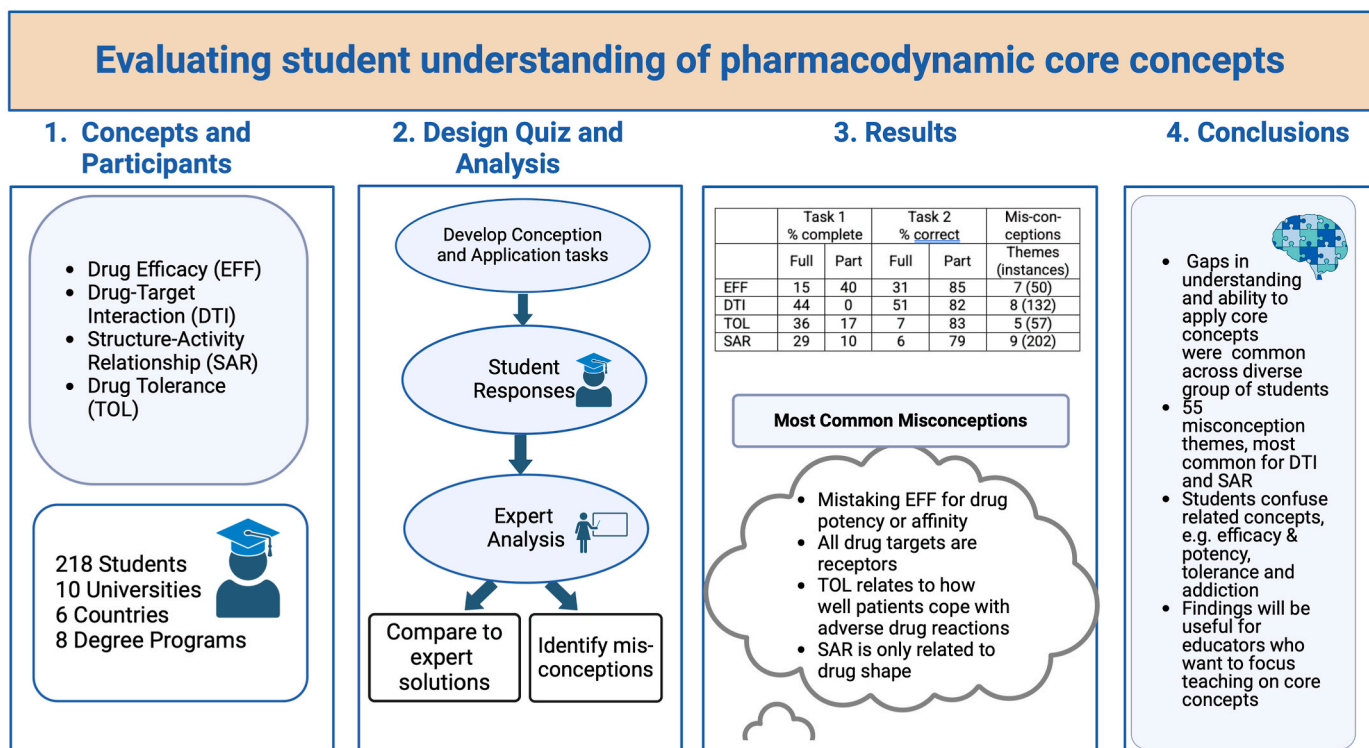 Evaluating student understanding of pharmacodynamic core concepts
1. Concepts and
Participants
• Drug Efficacy (EFF)
• Drug-Target
Interaction (DTI)
• Structure-Activity
Relationship (SAR)
• Drug Tolerance
(TOL)
218 Students
10 Universities
6 Countries
8 Degree Programs
2. Design Quiz and
Analysis
Develop Conception
and Application tasks
Student
Responses
Expert
Analysis
Compare to
expert
solutions
Identify mis-
conceptions
3. Results
Task 1 Task 2 Mis-con-
% complete % correct ceptions
Full Part Full Part Themes
(instances)
EFF 15 40 31 85 7 (50)
DTI 44 0 51 82 8 (132)
TOL 36 17 7 83 5 (57)
SAR 29 10 6 79 9 (202)
Most Common Misconceptions
• Mistaking EFF for drug
potency or affinity
• All drug targets are
receptors
• TOL relates to how
well patients cope with
adverse drug reactions
• SAR is only related to
drug shape
4. Conclusions
• Gaps in
understanding
and ability to
apply core
concepts
were common
across diverse
group of students
• 55
misconception
themes, most
common for DTI
and SAR
• Students confuse
related concepts,
e.g. efficacy &
potency,
tolerance and
addiction
• Findings will be
useful for
educators who
want to focus
teaching on core
concepts